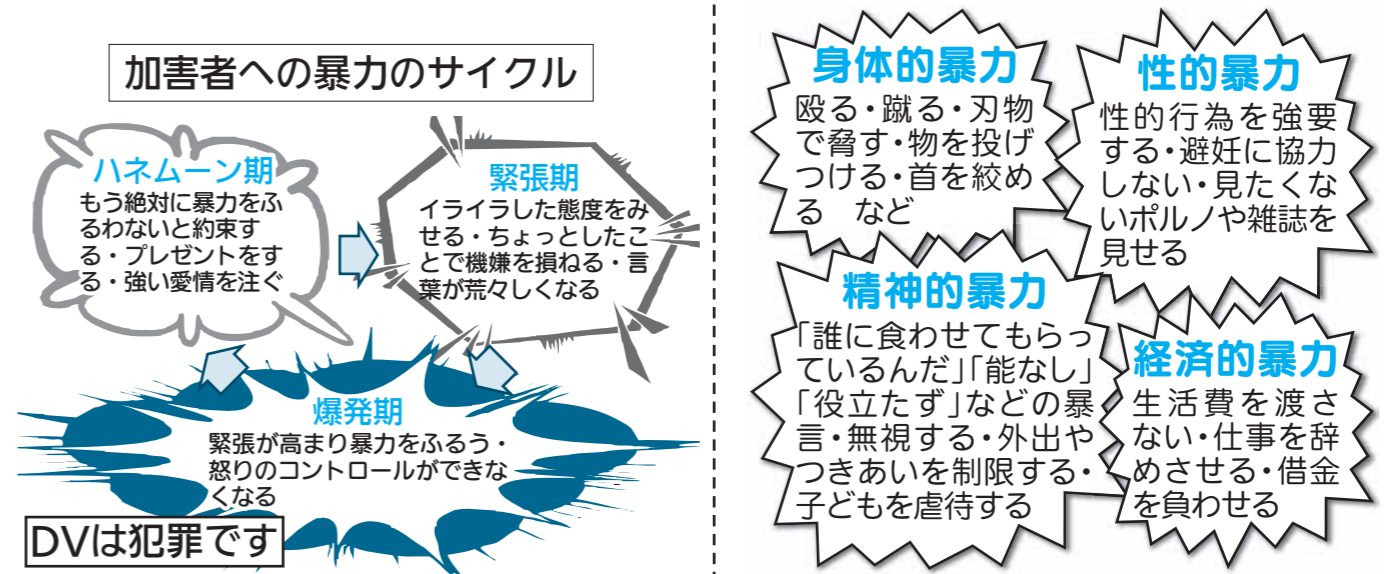 加害者への暴力のサイクル
ハネムーン期
もう絶対に暴力をふ
るわないと約束す
る・プレゼントをす
る・強い愛情を注ぐ
緊張期
イライラした態度をみ
せる・ちょっとしたこ
とで機嫌を損ねる・言
葉が荒々しくなる
爆発期
緊張が高まり暴力をふるう・
怒りのコントロールができな
くなる
DVは犯罪です
身体的暴力
殴る・蹴る・刃物
で脅す・物を投げ
つける・首を絞め
る　など
性的暴力
性的行為を強要
する・避妊に協力
しない・見たくな
いポルノや雑誌を
見せる
精神的暴力
「誰に食わせてもらっ
ているんだ」「能なし」
「役立たず」などの暴
言・無視する・外出や
つきあいを制限する・
子どもを虐待する
経済的暴力
生活費を渡さ
ない・仕事を辞
めさせる・借金
を負わせる